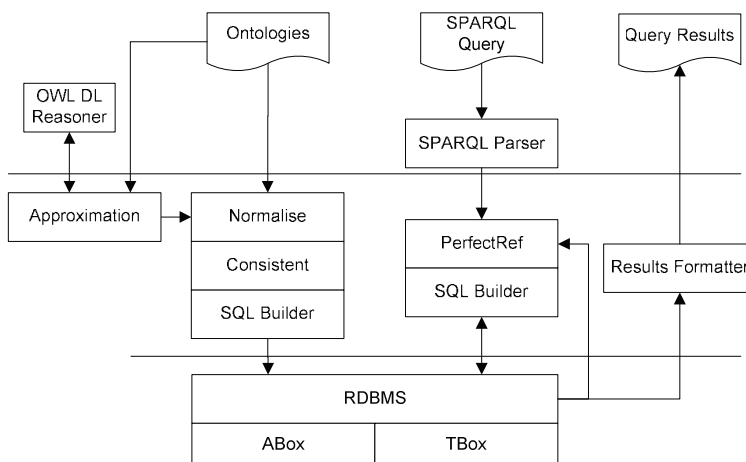 Ontologies
SPARQL
Query
Query Results
OWL DL
Reasoner
SPARQL Parser
Approximation
Normalise
Consistent
SQL Builder
PerfectRef
SQL Builder
Results Formatter
RDBMS
ABox
TBox